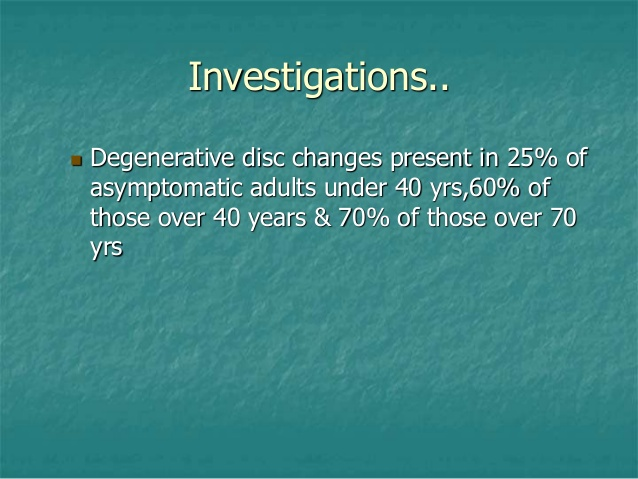 Investigations..
Degenerative disc changes present in 25% of
asymptomatic adults under 40 yrs,60% of
those over 40 years & 70% of those over 70
yrs